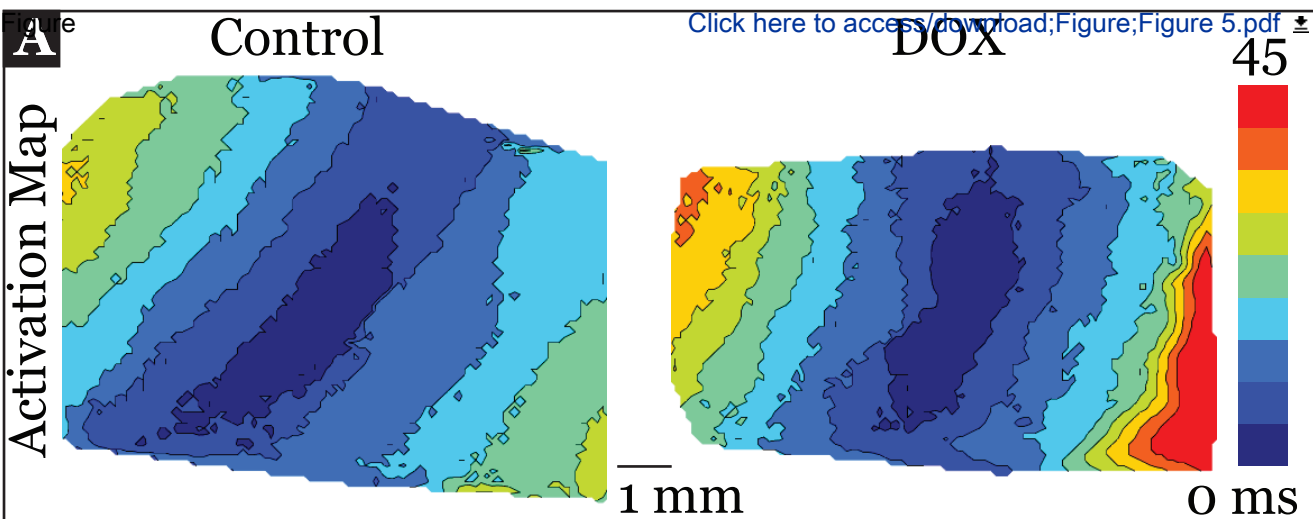 Figure
Click here to access/download;Figure;Figure 5.pdf
A
Control
DOX
45
Activation Map
1 mm
0 ms